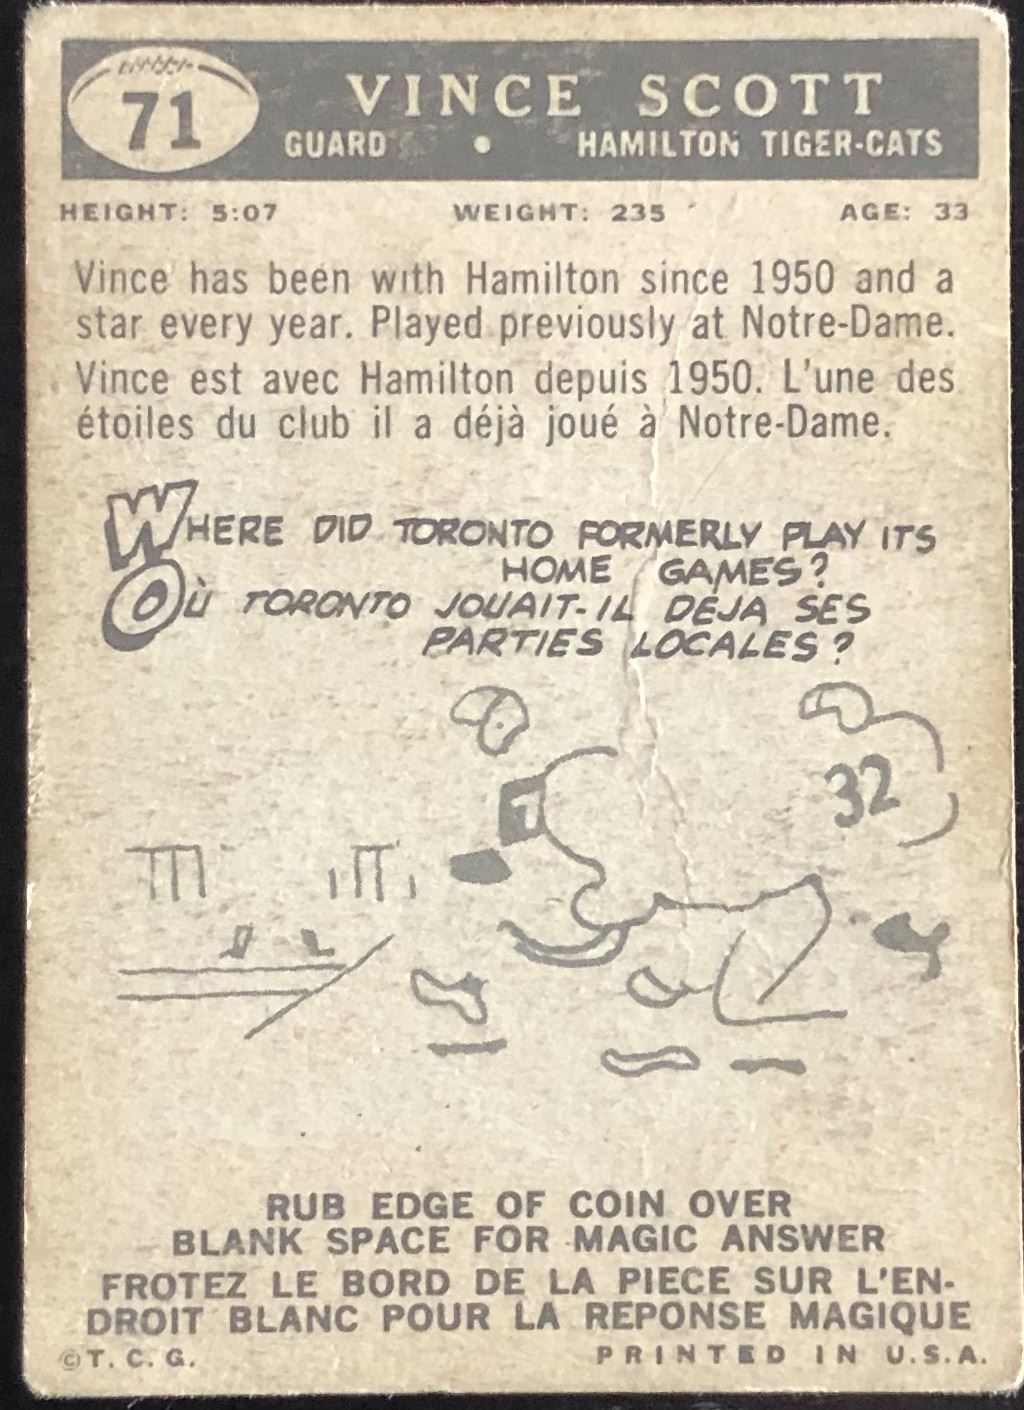 71
VINCE SCOTT
GUARD • HAMILTON TIGER-CATS
HEIGHT: 5:07 WEIGHT: 235 AGE: 33
Vince has been with Hamilton since 1950 and a
star every year. Played previously at Notre-Dame.
Vince est avec Hamilton depuis 1950. L'une des
étoiles du club il a déjà joué à Notre-Dame.
WHERE DID TORONTO FORMERLY PLAY ITS
HOME GAMES?
OÙ TORONTO JOUAIT-IL DEJA SES
PARTIES LOCALES?
7
32
RUB EDGE OF COIN OVER
BLANK SPACE FOR MAGIC ANSWER
FROTEZ LE BORD DE LA PIECE SUR L'EN-
DROIT BLANC POUR LA REPONSE MAGIQUE
©T. C. G. PRINTED IN U.S.A.